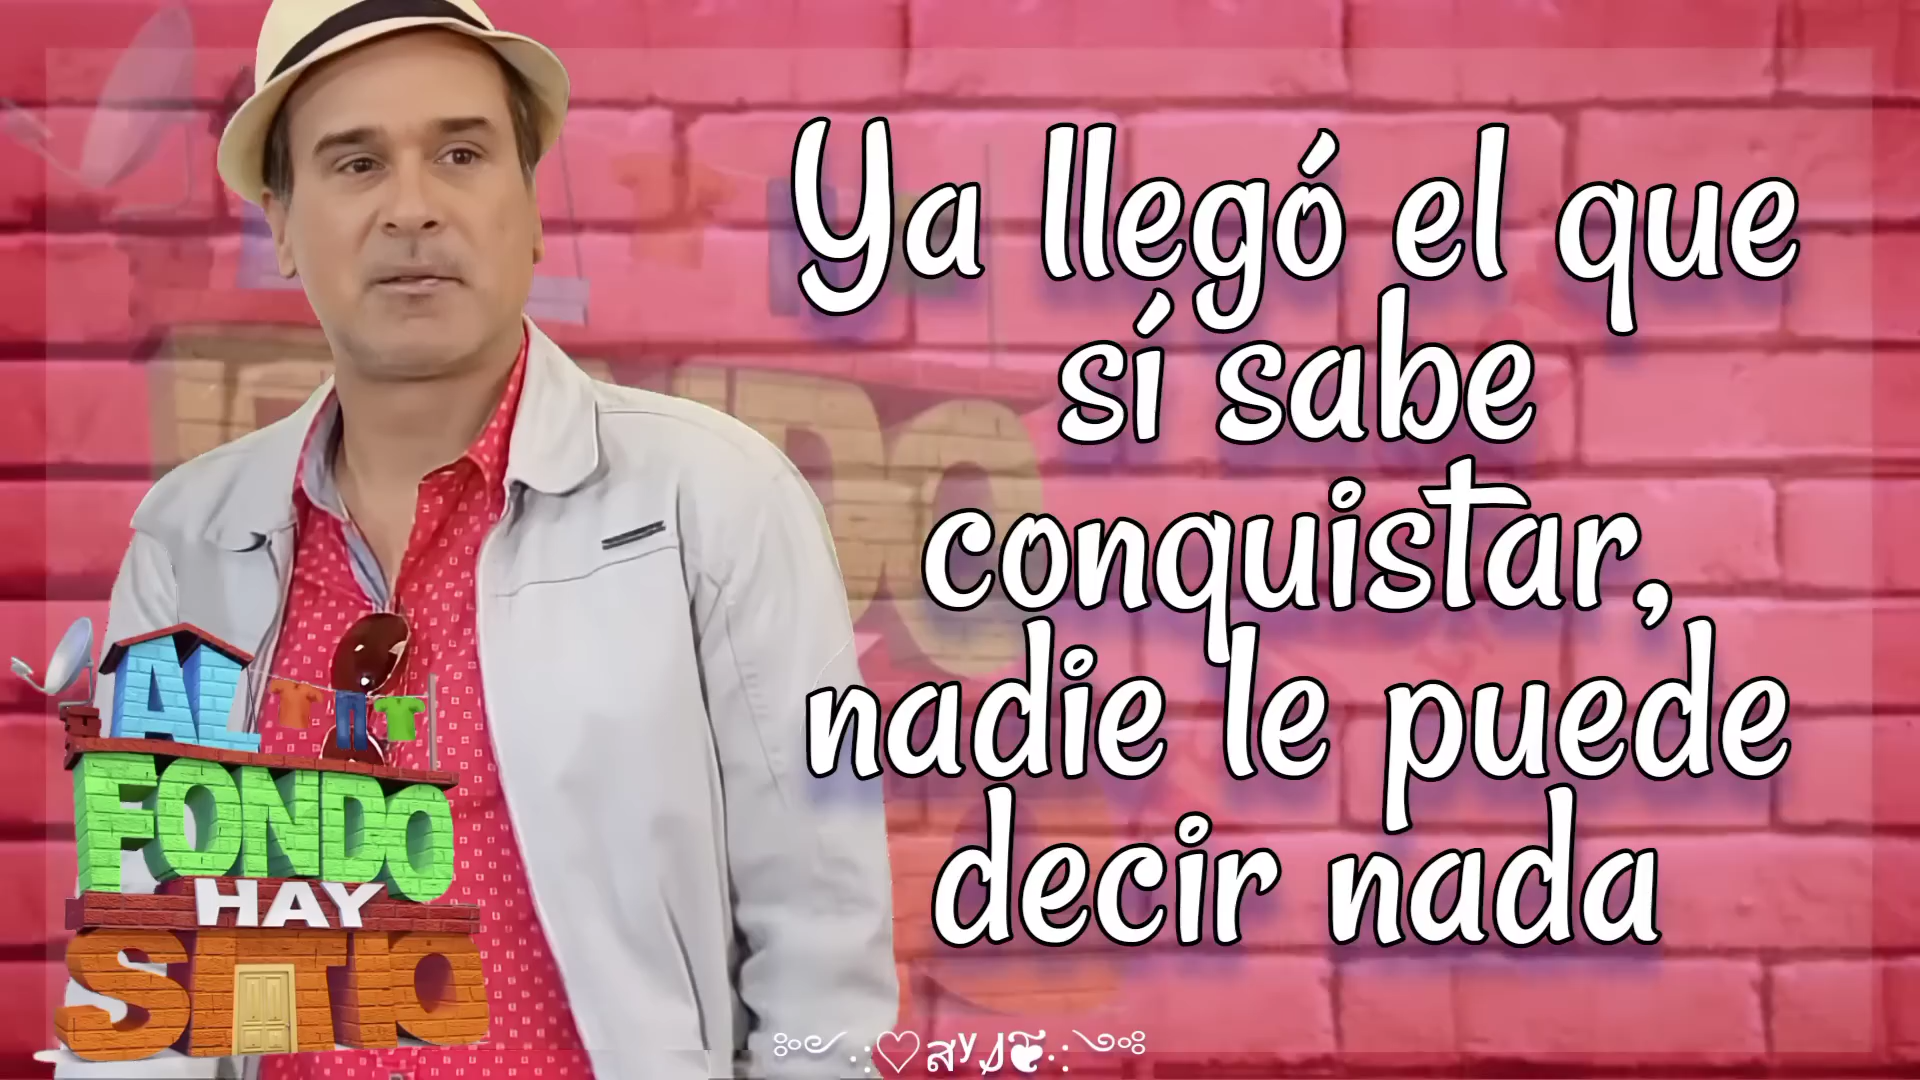 Ya llegó el que
sí sabe
conquistar,
nadie le puede
decir nada
AL
FONDO
HAY
SITIO